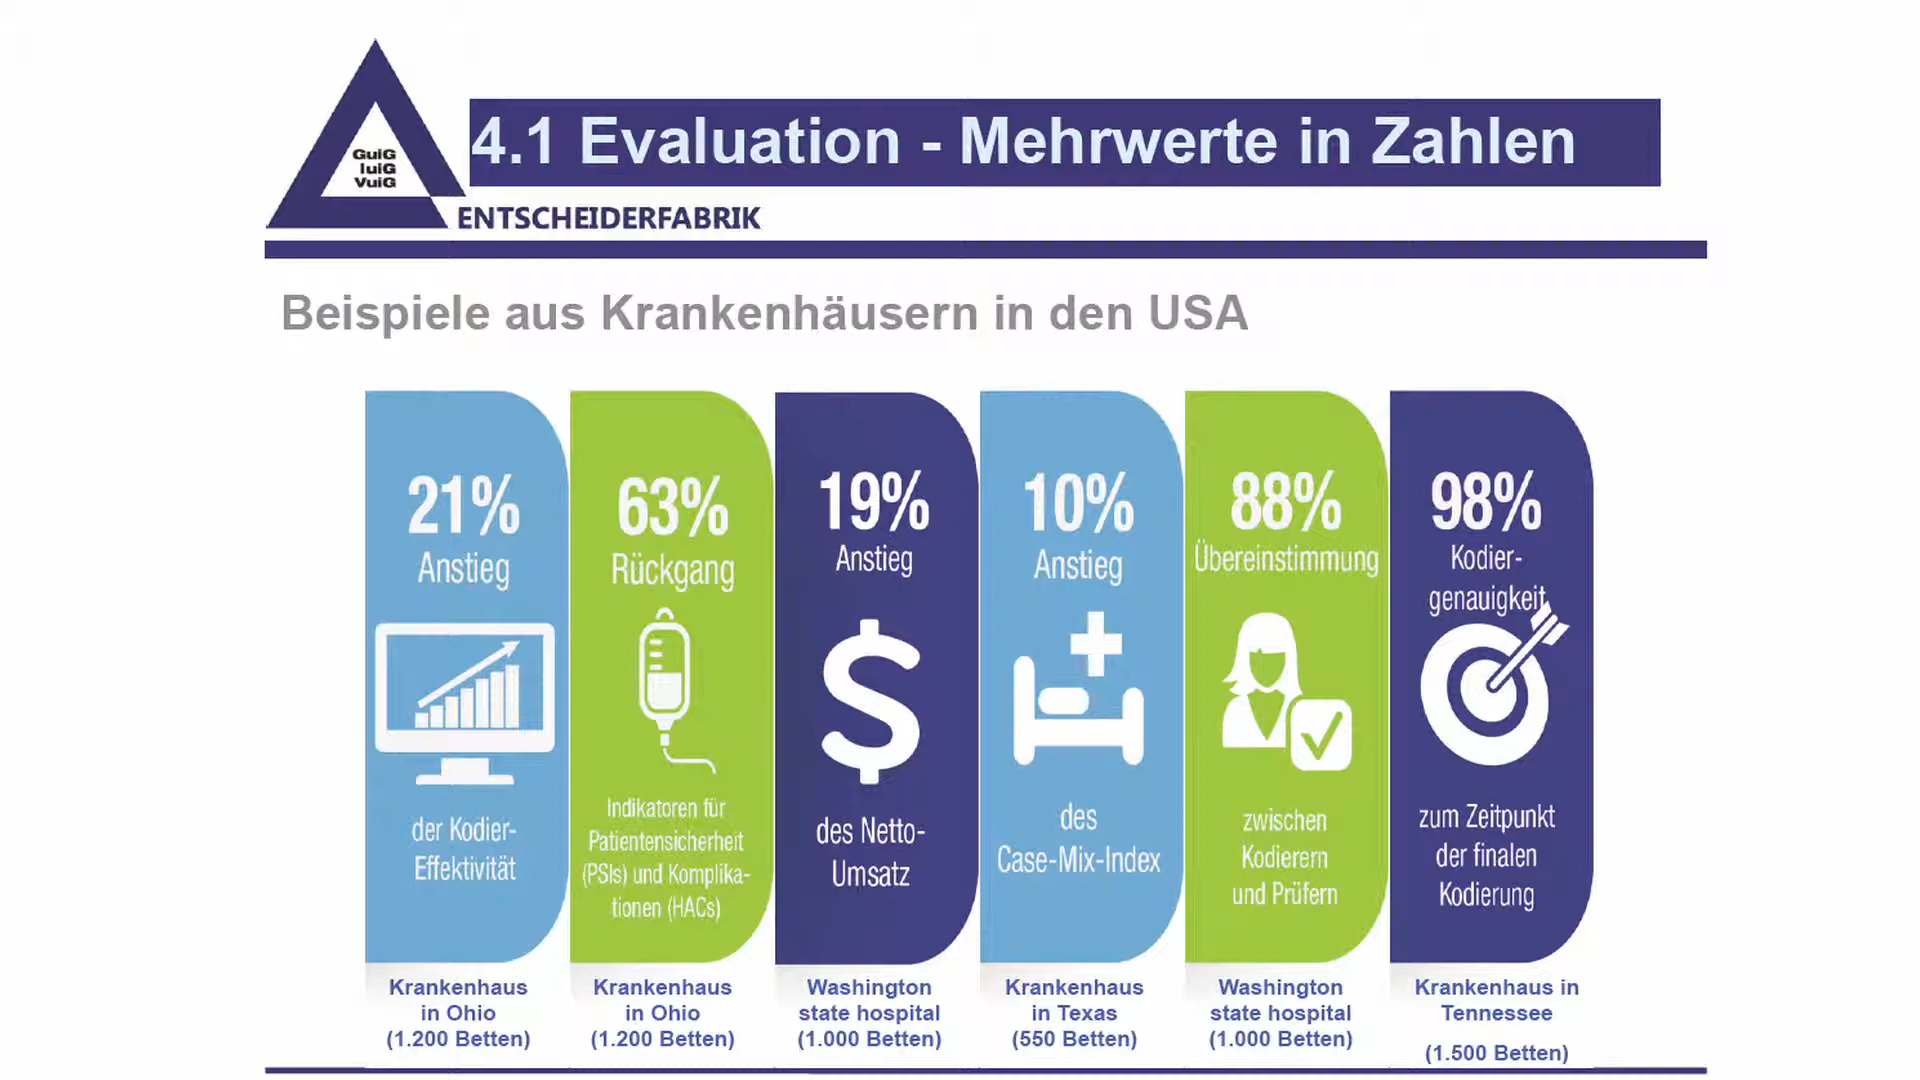 GuiG
IuiG
VuiG
4.1 Evaluation - Mehrwerte in Zahlen
ENTSCHEIDERFABRIK
Beispiele aus Krankenhäusern in den USA
21%
Anstieg
der Kodier-
Effektivität
Krankenhaus
in Ohio
(1.200 Betten)
63%
Rückgang
Indikatoren für
Patientensicherheit
(PSIs) und Komplika-
tionen (HACs)
Krankenhaus
in Ohio
(1.200 Betten)
19%
Anstieg
$
des Netto-
Umsatz
Washington
state hospital
(1.000 Betten)
10%
Anstieg
des
Case-Mix-Index
Krankenhaus
in Texas
(550 Betten)
88%
Übereinstimmung
zwischen
Kodierern
und Prüfern
Washington
state hospital
(1.000 Betten)
98%
Kodier-
genauigkeit
zum Zeitpunkt
der finalen
Kodierung
Krankenhaus in
Tennessee
(1.500 Betten)